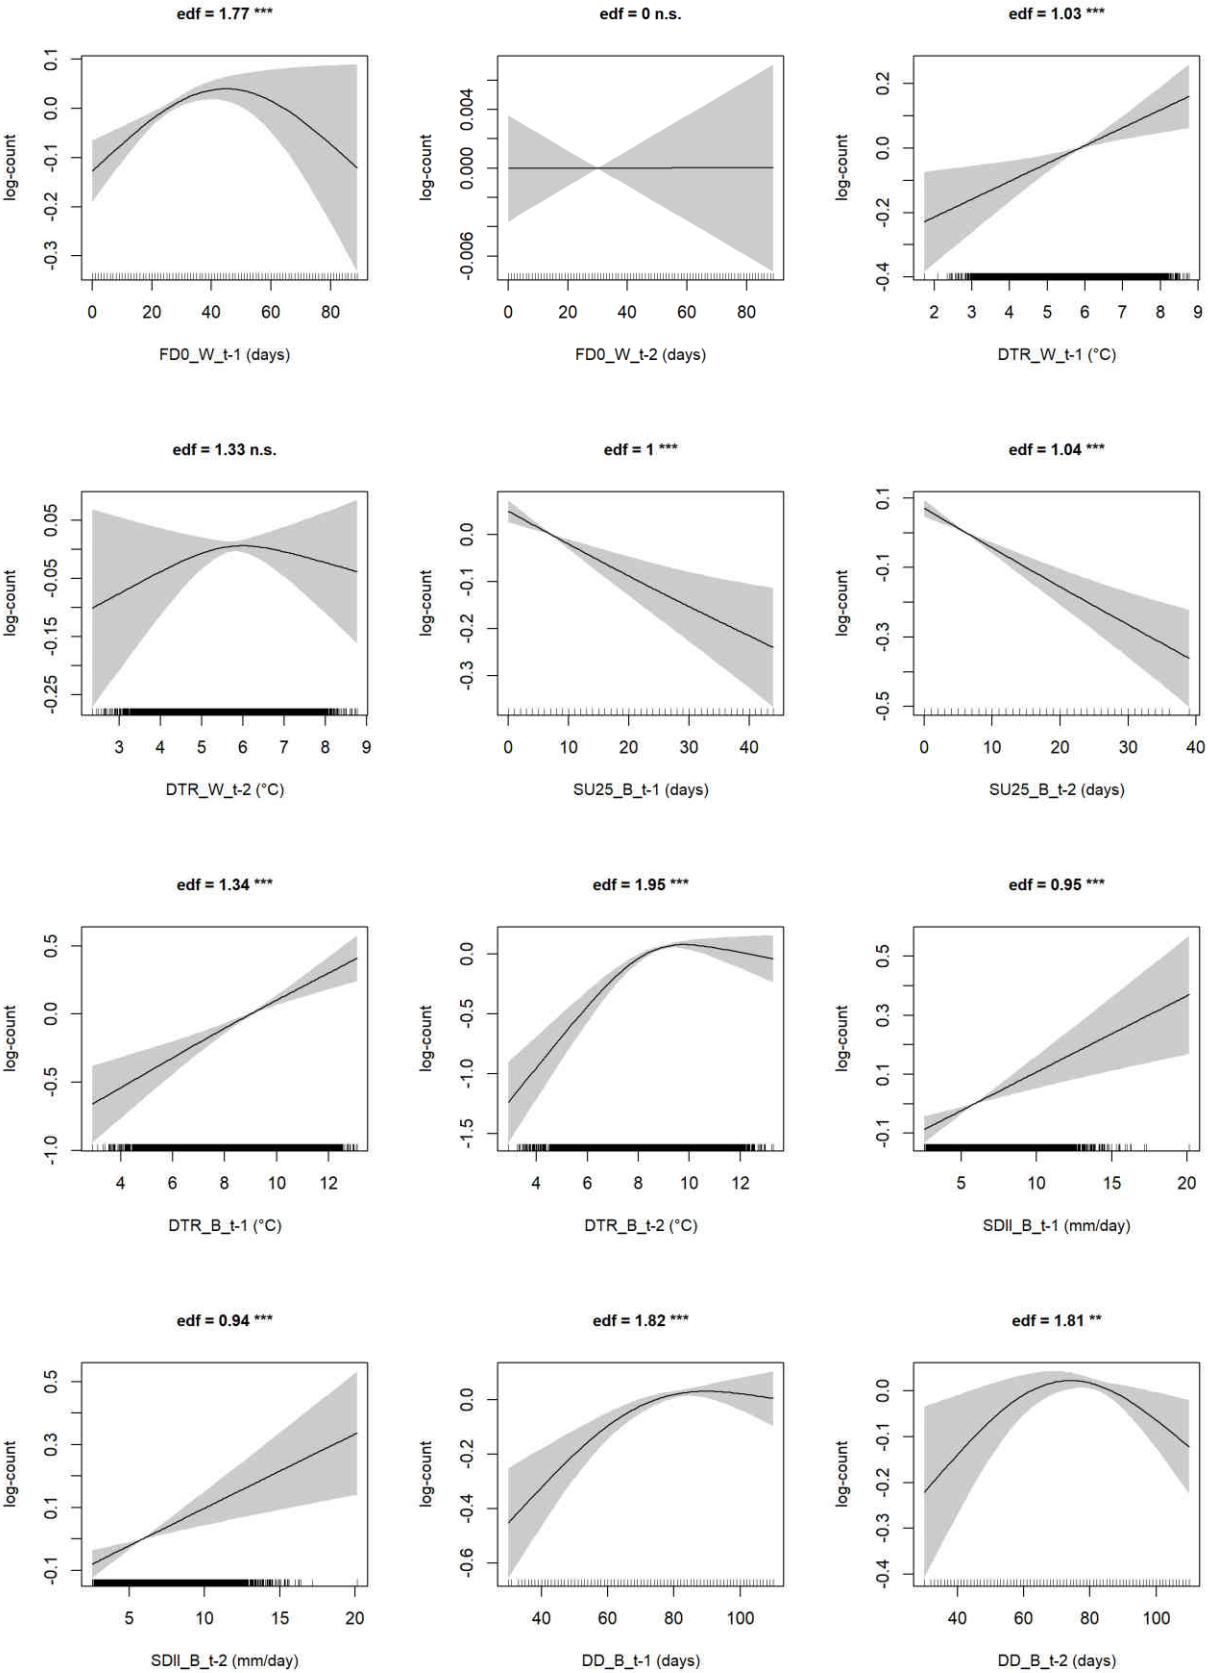 edf = 1.77 *** edf = 0 n.s. edf = 1.03 ***
log-count -0.3 -0.2 -0.1 0.0 0.1 log-count -0.006 0.000 0.004 log-count -0.4 -0.2 0.0 0.2
0 20 40 60 80 0 20 40 60 80 2 3 4 5 6 7 8 9
FD0_W_t-1 (days) FD0_W_t-2 (days) DTR_W_t-1 (°C)
edf = 1.33 n.s. edf = 1 *** edf = 1.04 ***
log-count -0.25 -0.15 -0.05 0.05 log-count -0.3 -0.2 -0.1 0.0 log-count -0.5 -0.3 -0.1 0.1
3 4 5 6 7 8 9 0 10 20 30 40 0 10 20 30 40
DTR_W_t-2 (°C) SU25_B_t-1 (days) SU25_B_t-2 (days)
edf = 1.34 *** edf = 1.95 *** edf = 0.95 ***
log-count -1.0 -0.5 0.0 0.5 log-count -1.5 -1.0 -0.5 0.0 log-count -0.1 0.1 0.3 0.5
4 6 8 10 12 4 6 8 10 12 5 10 15 20
DTR_B_t-1 (°C) DTR_B_t-2 (°C) SDII_B_t-1 (mm/day)
edf = 0.94 *** edf = 1.82 *** edf = 1.81 **
log-count -0.1 0.1 0.3 0.5 log-count -0.6 -0.4 -0.2 0.0 log-count -0.4 -0.3 -0.2 -0.1 0.0
5 10 15 20 40 60 80 100 40 60 80 100
SDII_B_t-2 (mm/day) DD_B_t-1 (days) DD_B_t-2 (days)